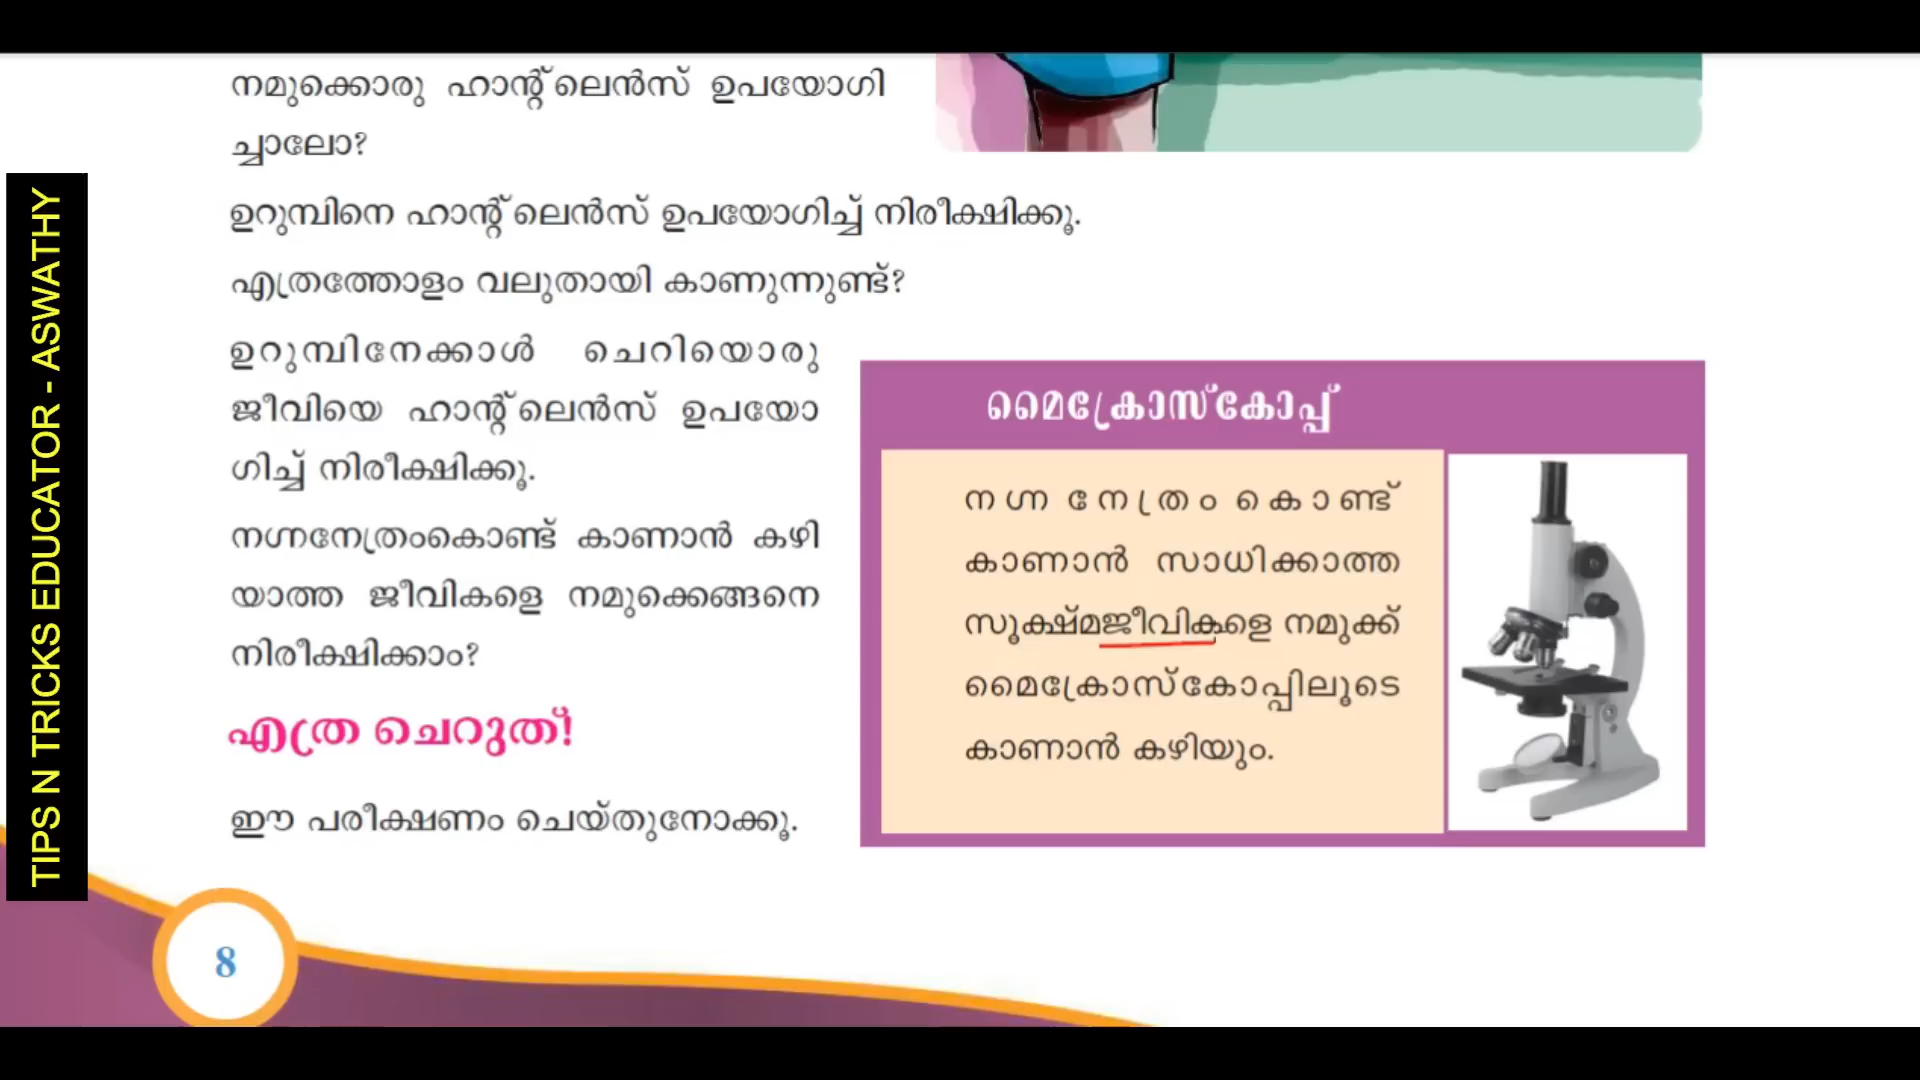 നമുക്കൊരു ഹാന്റ് ലെൻസ് ഉപയോഗി
ച്ചാലോ?
ഉറുമ്പിനെ ഹാന്റ് ലെൻസ് ഉപയോഗിച്ച് നിരീക്ഷിക്കൂ.
എത്രത്തോളം വലുതായി കാണുന്നുണ്ട്?
ഉറുമ്പിനേക്കാൾ ചെറിയൊരു
ജീവിയെ ഹാന്റ് ലെൻസ് ഉപയോ
ഗിച്ച് നിരീക്ഷിക്കൂ.
നഗ്നനേത്രംകൊണ്ട് കാണാൻ കഴി
യാത്ത ജീവികളെ നമുക്കെങ്ങനെ
നിരീക്ഷിക്കാം?
എത്ര ചെറുത്!
ഈ പരീക്ഷണം ചെയ്തുനോക്കൂ.
മൈക്രോസ്കോപ്പ്
നഗ്ന നേത്രം കൊണ്ട്
കാണാൻ സാധിക്കാത്ത
സൂക്ഷ്മജീവികളെ നമുക്ക്
മൈക്രോസ്കോപ്പിലൂടെ
കാണാൻ കഴിയും.
8
TIPS N TRICKS EDUCATOR - ASWATHY